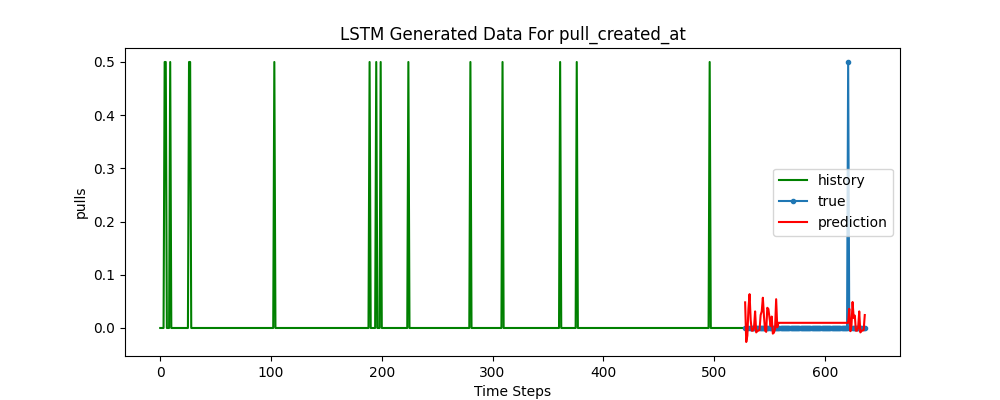 LSTM Generated Data For pull_created_at
0.5
0.4
0.3
0.2
0.1
0.0
pulls
history
true
prediction
0 100 200 300 400 500 600
Time Steps